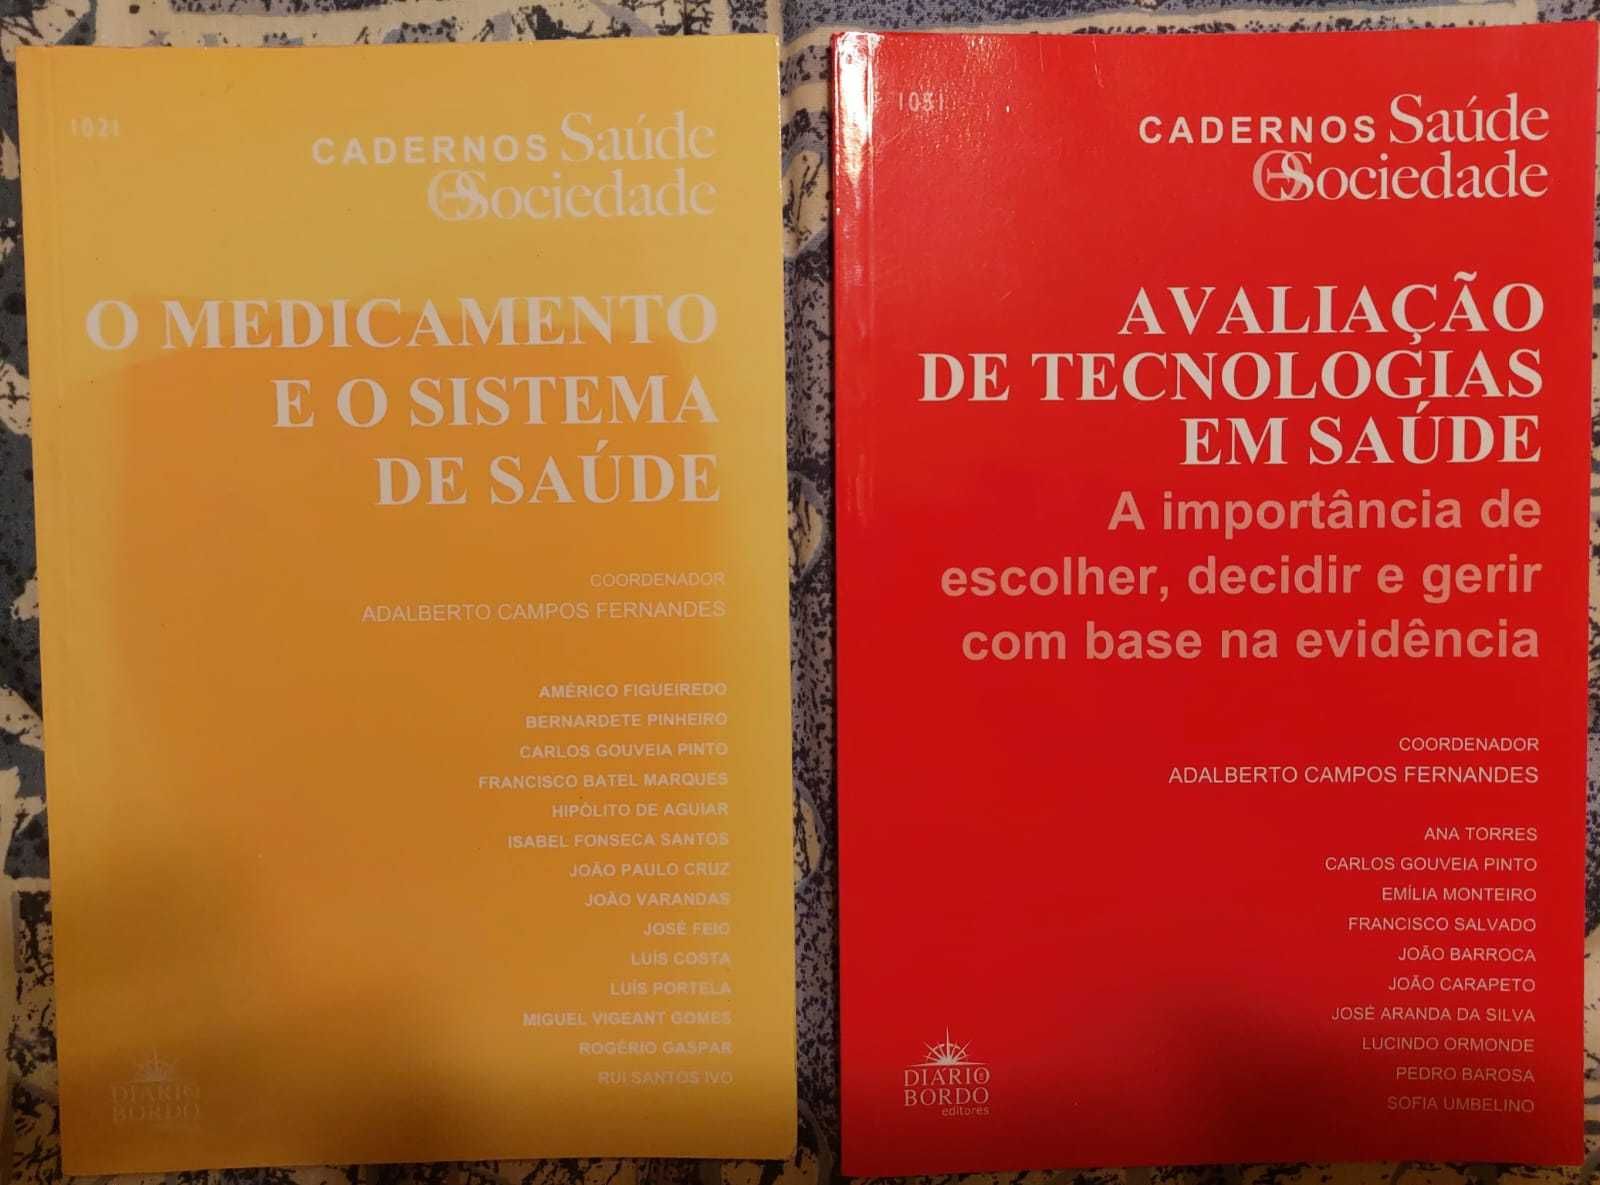 1021
CADERNOS Saúde
& Sociedade
O MEDICAMENTO
E O SISTEMA
DE SAÚDE
COORDENADOR
ADALBERTO CAMPOS FERNANDES
AMÉRICO FIGUEIREDO
BERNARDETE PINHEIRO
CARLOS GOUVEIA PINTO
FRANCISCO BATEL MARQUES
HIPÓLITO DE AGUIAR
ISABEL FONSECA SANTOS
JOÃO PAULO CRUZ
JOÃO VARANDAS
JOSÉ FEIO
LUÍS COSTA
LUÍS PORTELA
MIGUEL VIGEANT GOMES
ROGÉRIO GASPAR
RUI SANTOS IVO
DIÁRIO DE
BORDO
1051
CADERNOS Saúde
& Sociedade
AVALIAÇÃO
DE TECNOLOGIAS
EM SAÚDE
A importância de
escolher, decidir e gerir
com base na evidência
COORDENADOR
ADALBERTO CAMPOS FERNANDES
ANA TORRES
CARLOS GOUVEIA PINTO
EMÍLIA MONTEIRO
FRANCISCO SALVADO
JOÃO BARROCA
JOÃO CARAPETO
JOSÉ ARANDA DA SILVA
LUCINDO ORMONDE
PEDRO BAROSA
SOFIA UMBELINO
DIÁRIO DE
BORDO
editores